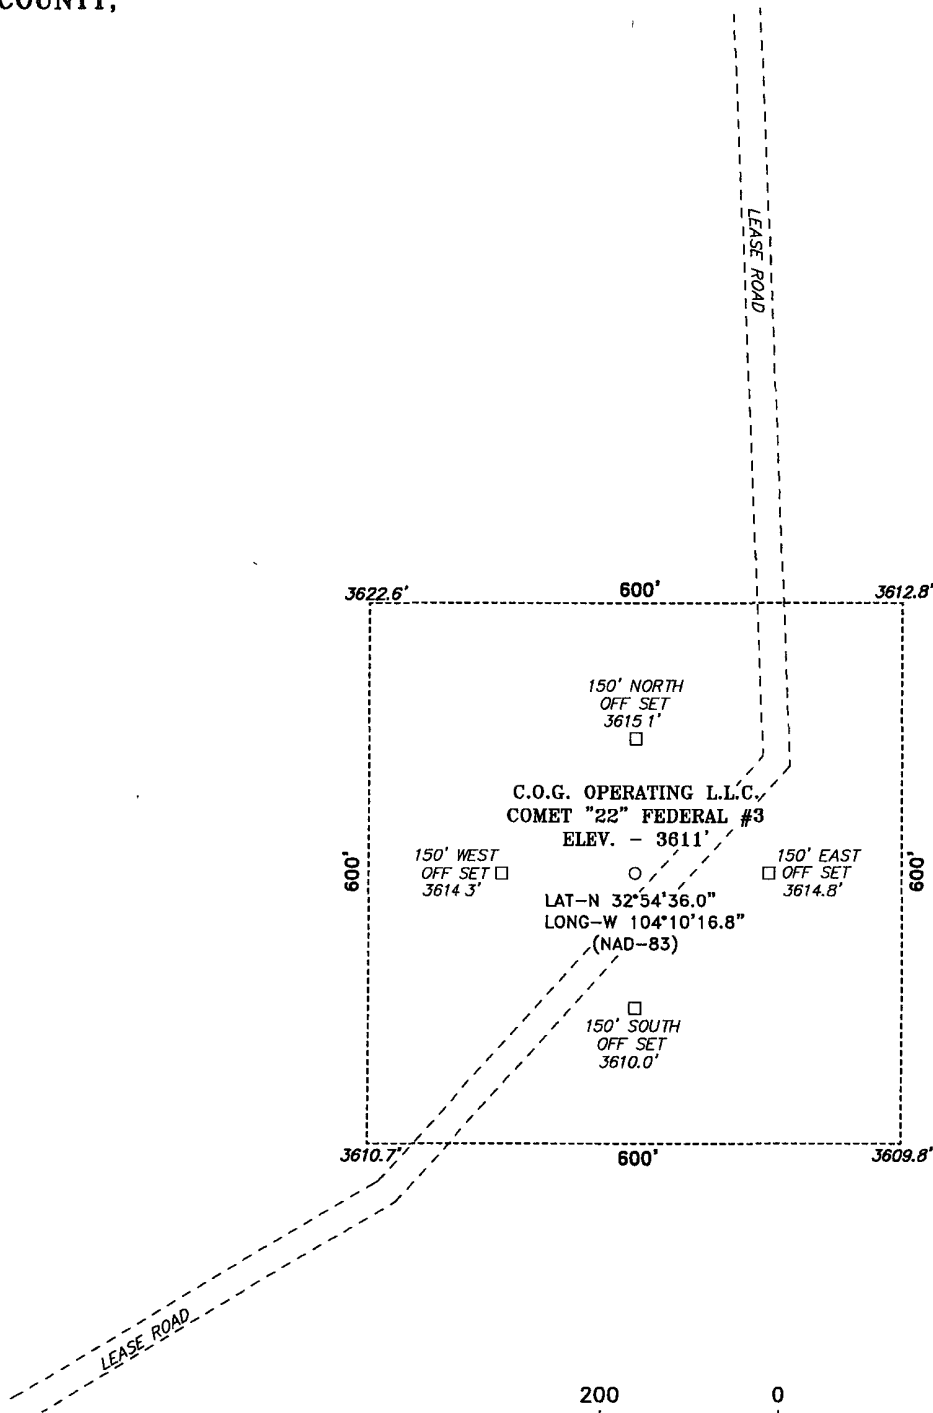 COUNTY,
LEASE ROAD
3622.6'
600'
3612.8'
150' NORTH
OFF SET
3615 1'
C.O.G. OPERATING L.L.C.
COMET "22" FEDERAL #3
ELEV. - 3611'
600'
150' WEST
OFF SET
3614 3'
150' EAST
OFF SET
3614.8'
600'
LAT-N 32°54'36.0"
LONG-W 104°10'16.8"
(NAD-83)
150' SOUTH
OFF SET
3610.0'
3610.7'
600'
3609.8'
LEASE ROAD
200
0